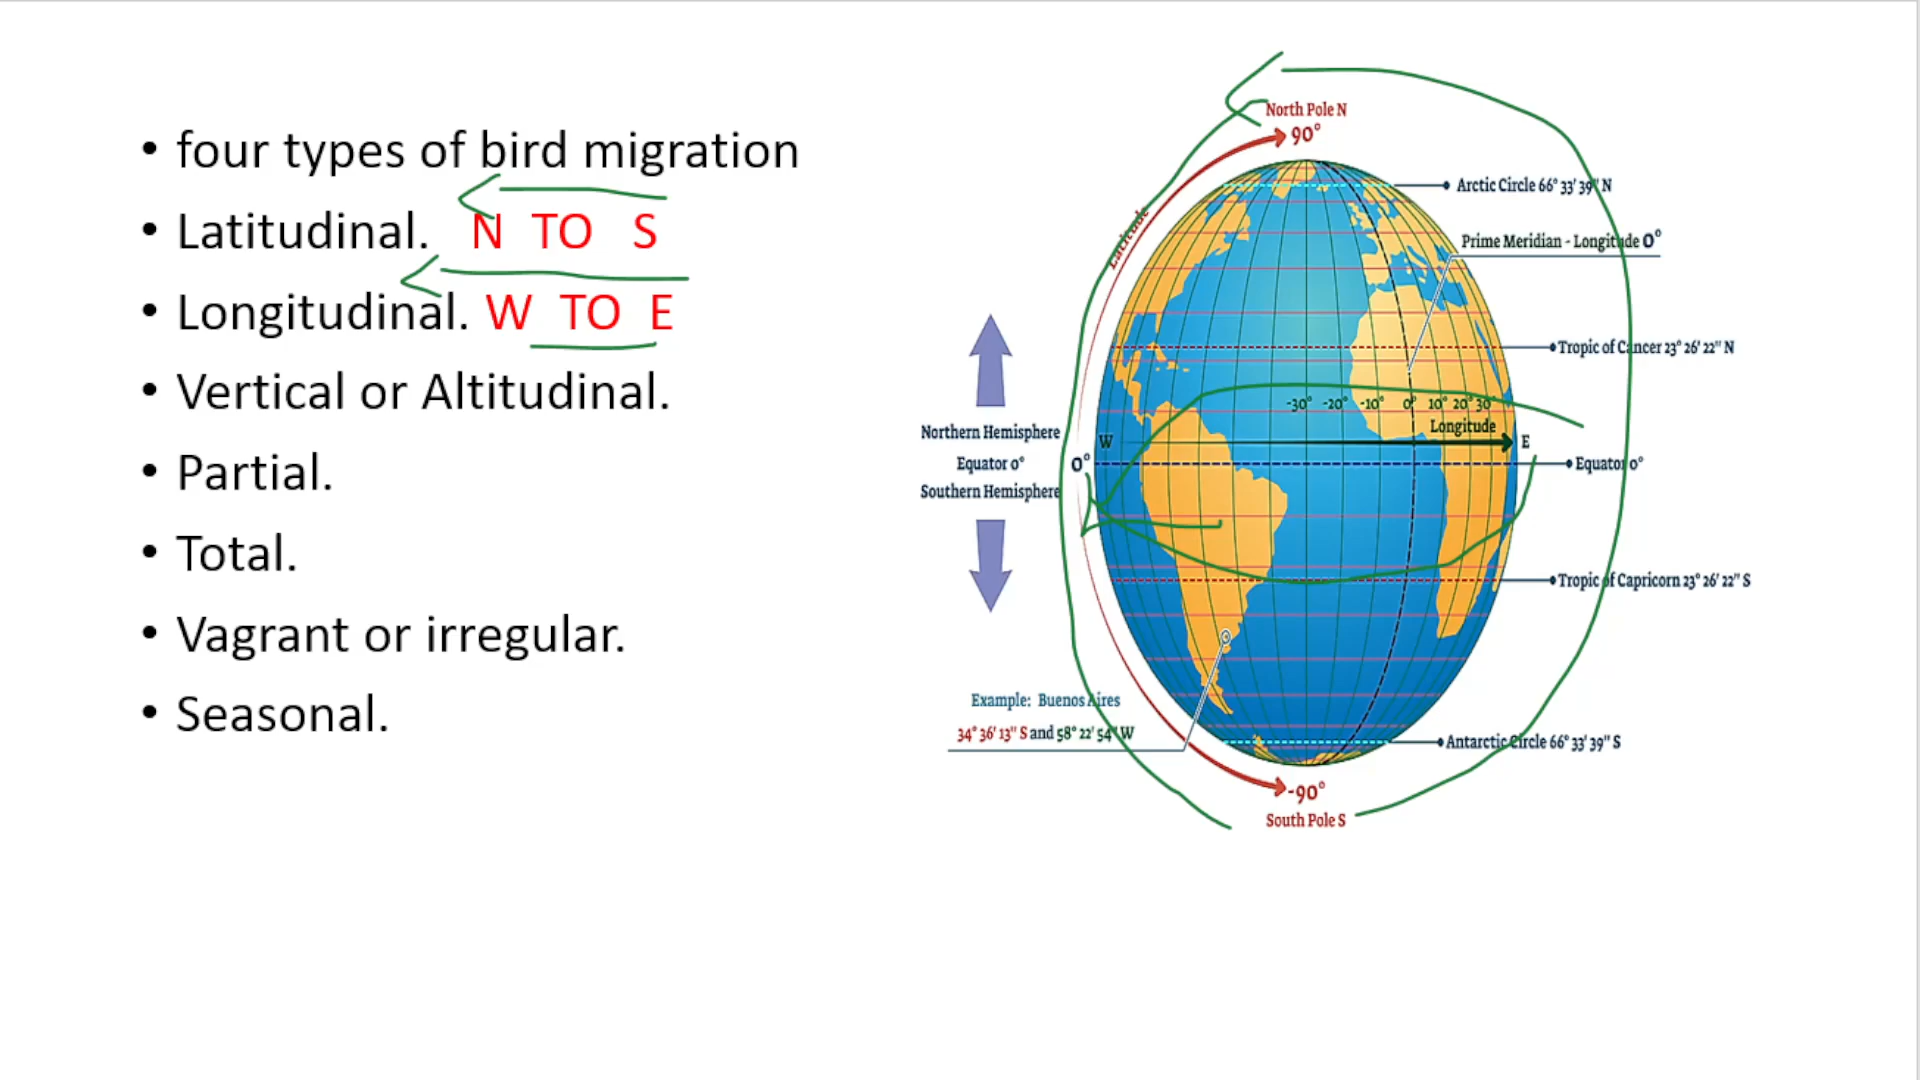 • four types of bird migration
• Latitudinal. N TO S
• Longitudinal. W TO E
• Vertical or Altitudinal.
• Partial.
• Total.
• Vagrant or irregular.
• Seasonal.
North Pole N
90°
Latitude
Arctic Circle 66° 33' 39" N
Prime Meridian - Longitude 0°
Tropic of Cancer 23° 26' 22" N
-30° -20° -10° 0° 10° 20° 30°
Longitude
W
E
Northern Hemisphere
Equator 0°
Southern Hemisphere
0°
Equator 0°
Tropic of Capricorn 23° 26' 22" S
Example: Buenos Aires
34° 36' 13" S and 58° 22' 54" W
Antarctic Circle 66° 33' 39" S
-90°
South Pole S